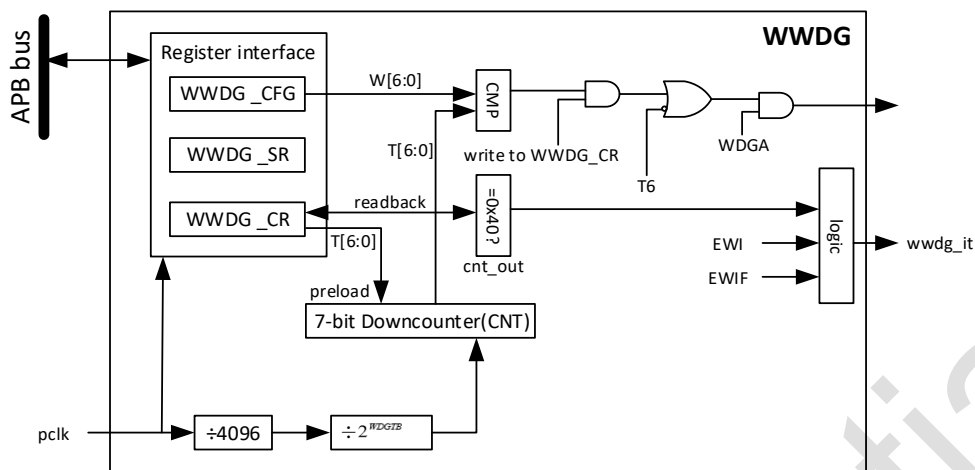 WWDG
APB bus
Register interface
WWDG _CFG
W[6:0]
CMP
WWDG _SR
T[6:0]
write to WWDG_CR
WDGA
T6
WWDG _CR
readback
=0x40?
logic
T[6:0]
cnt_out
EWI
wwdg_it
EWIF
preload
7-bit Downcounter(CNT)
pclk
÷4096
÷2^WDGTB